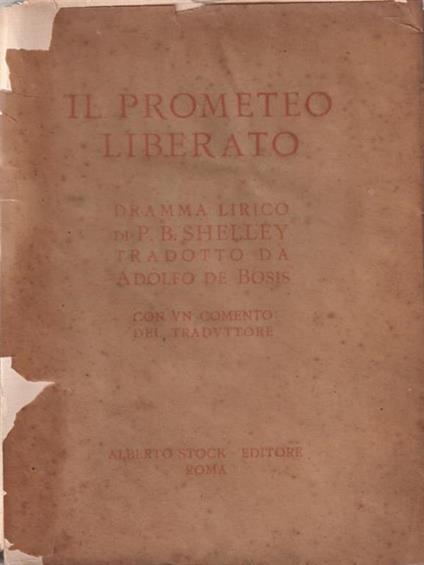 IL PROMETEO
LIBERATO
DRAMMA LIRICO
DI P. B. SHELLEY
TRADOTTO DA
ADOLFO DE BOSIS
CON VN COMENTO
DEL TRADVTTORE
ALBERTO STOCK - EDITORE
ROMA